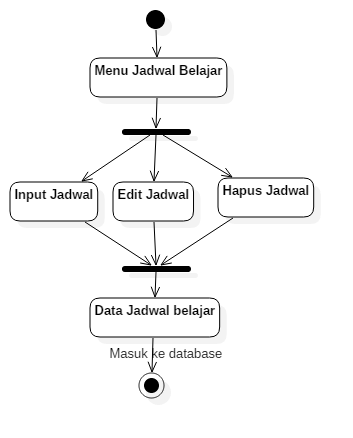 Menu Jadwal Belajar
Input Jadwal
Edit Jadwal
Hapus Jadwal
Data Jadwal belajar
Masuk ke database